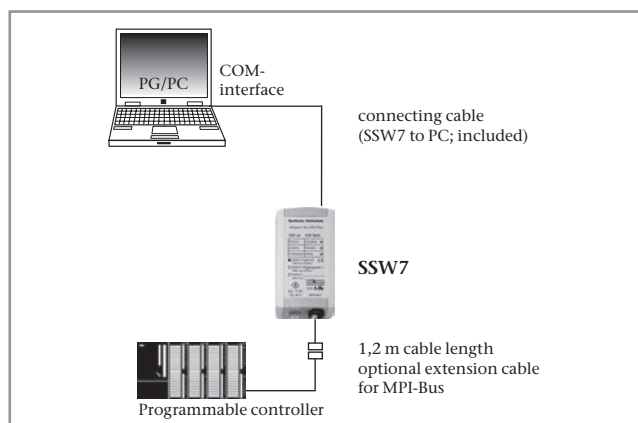 PG/PC
COM-
interface
connecting cable
(SSW7 to PC; included)
SSW7
1,2 m cable length
optional extension cable
for MPI-Bus
Programmable controller